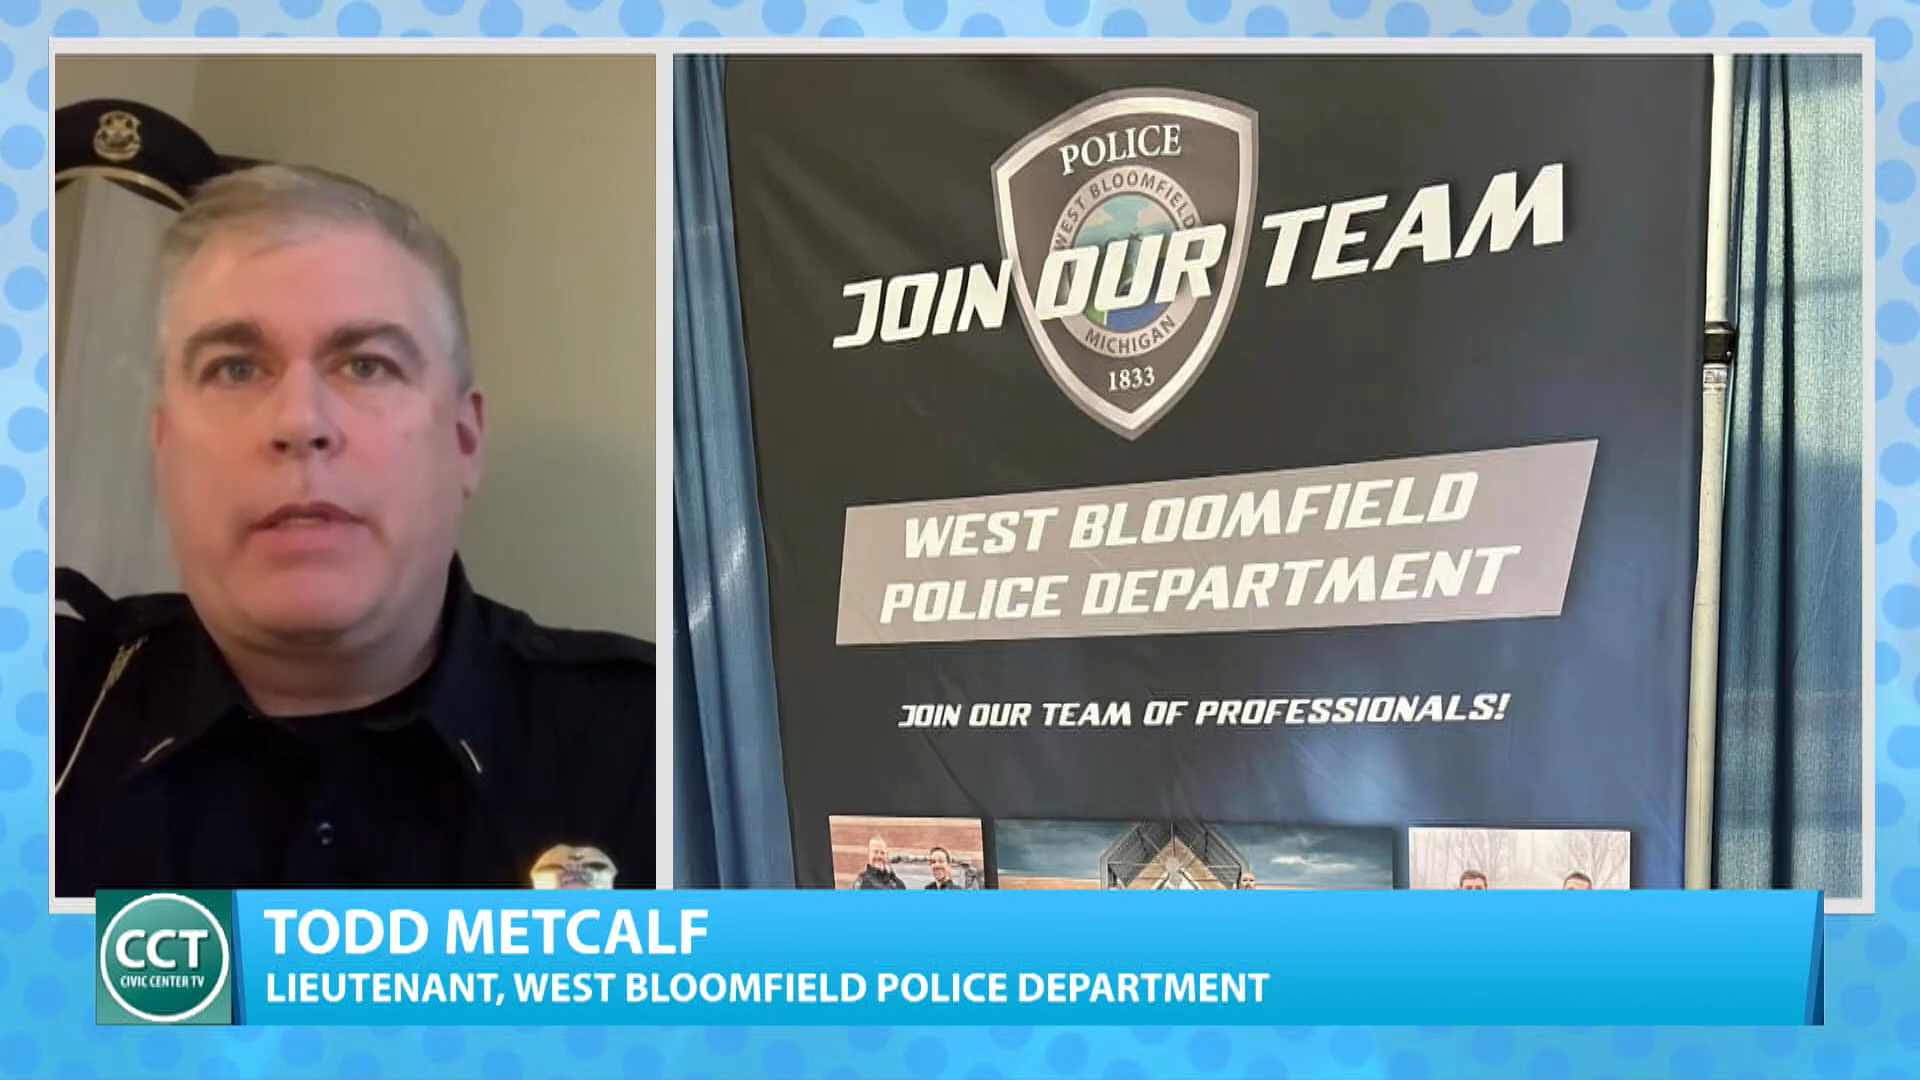 POLICE
WEST BLOOMFIELD
JOIN OUR TEAM
MICHIGAN
1833
WEST BLOOMFIELD
POLICE DEPARTMENT
JOIN OUR TEAM OF PROFESSIONALS!
CCT
CIVIC CENTER TV
TODD METCALF
LIEUTENANT, WEST BLOOMFIELD POLICE DEPARTMENT